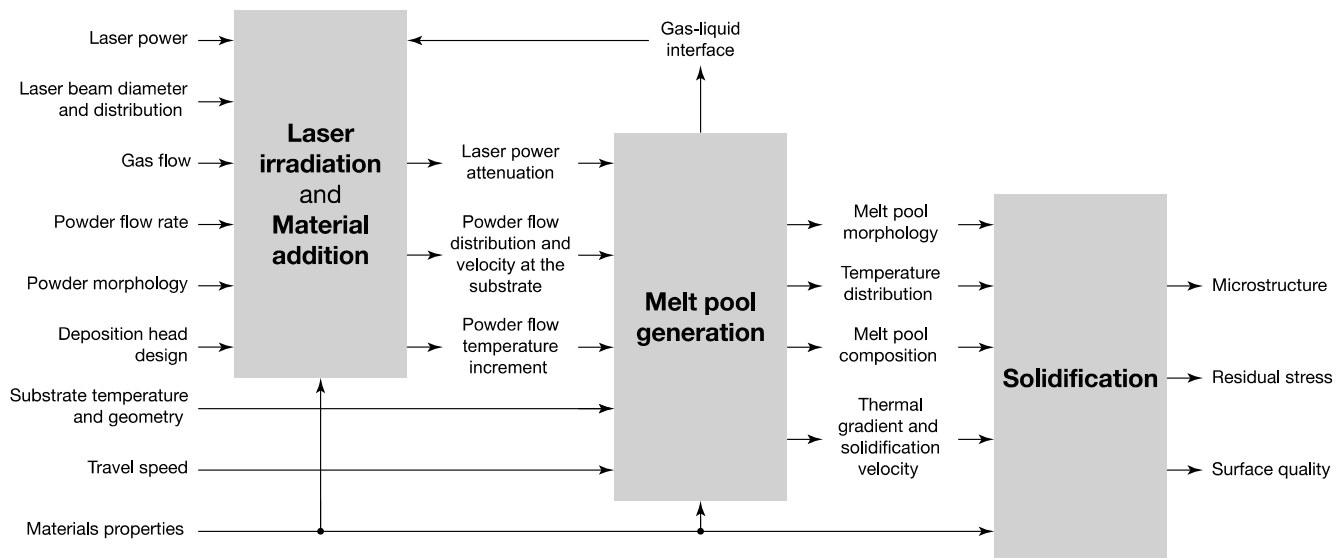 Laser power
Laser beam diameter
and distribution
Gas flow
Powder flow rate
Powder morphology
Deposition head
design
Substrate temperature
and geometry
Travel speed
Materials properties
Laser
irradiation
and
Material
addition
Gas-liquid
interface
Laser power
attenuation
Powder flow
distribution and
velocity at the
substrate
Powder flow
temperature
increment
Melt pool
generation
Melt pool
morphology
Temperature
distribution
Melt pool
composition
Thermal
gradient and
solidification
velocity
Solidification
Microstructure
Residual stress
Surface quality